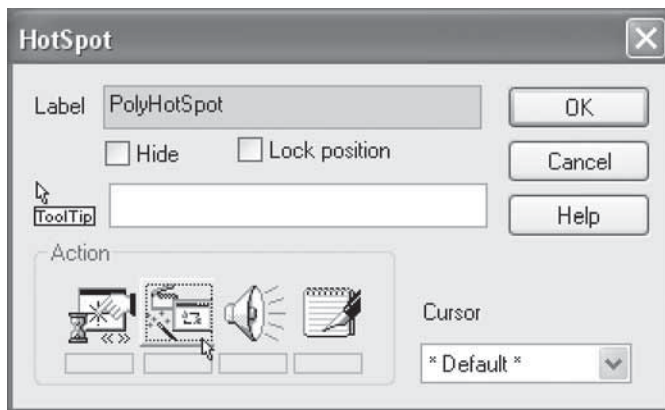 HotSpot
Label PolyHotSpot OK
Hide Lock position Cancel
ToolTip Help
Action
Cursor
* Default *